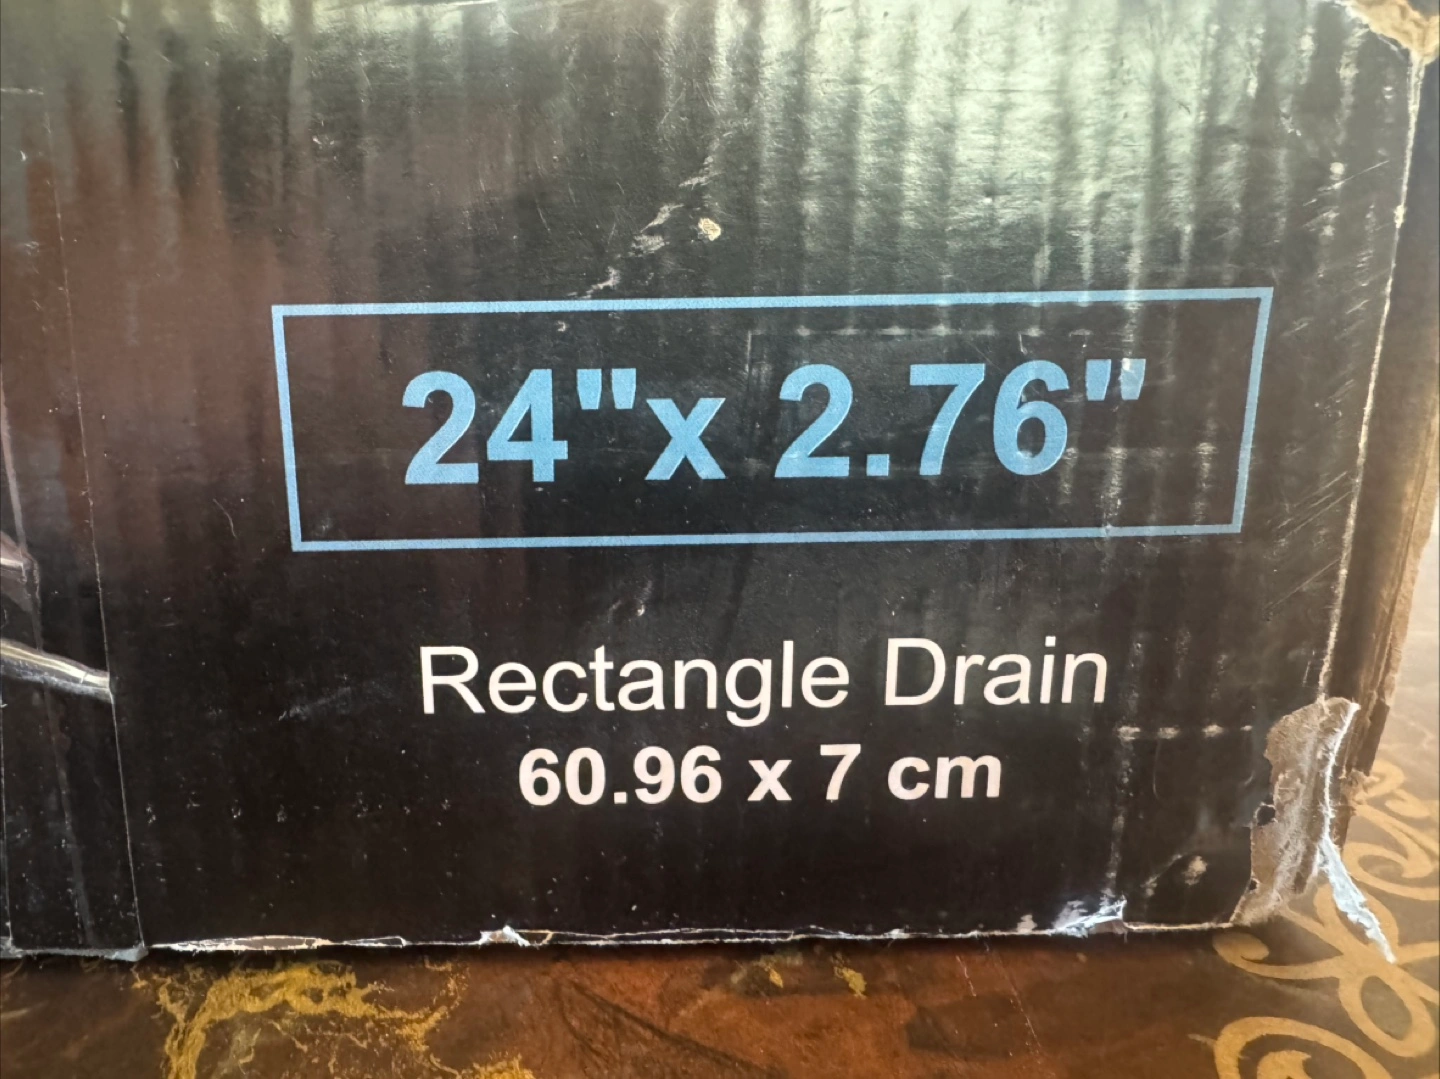 24"x 2.76"
Rectangle Drain
60.96 x 7 cm